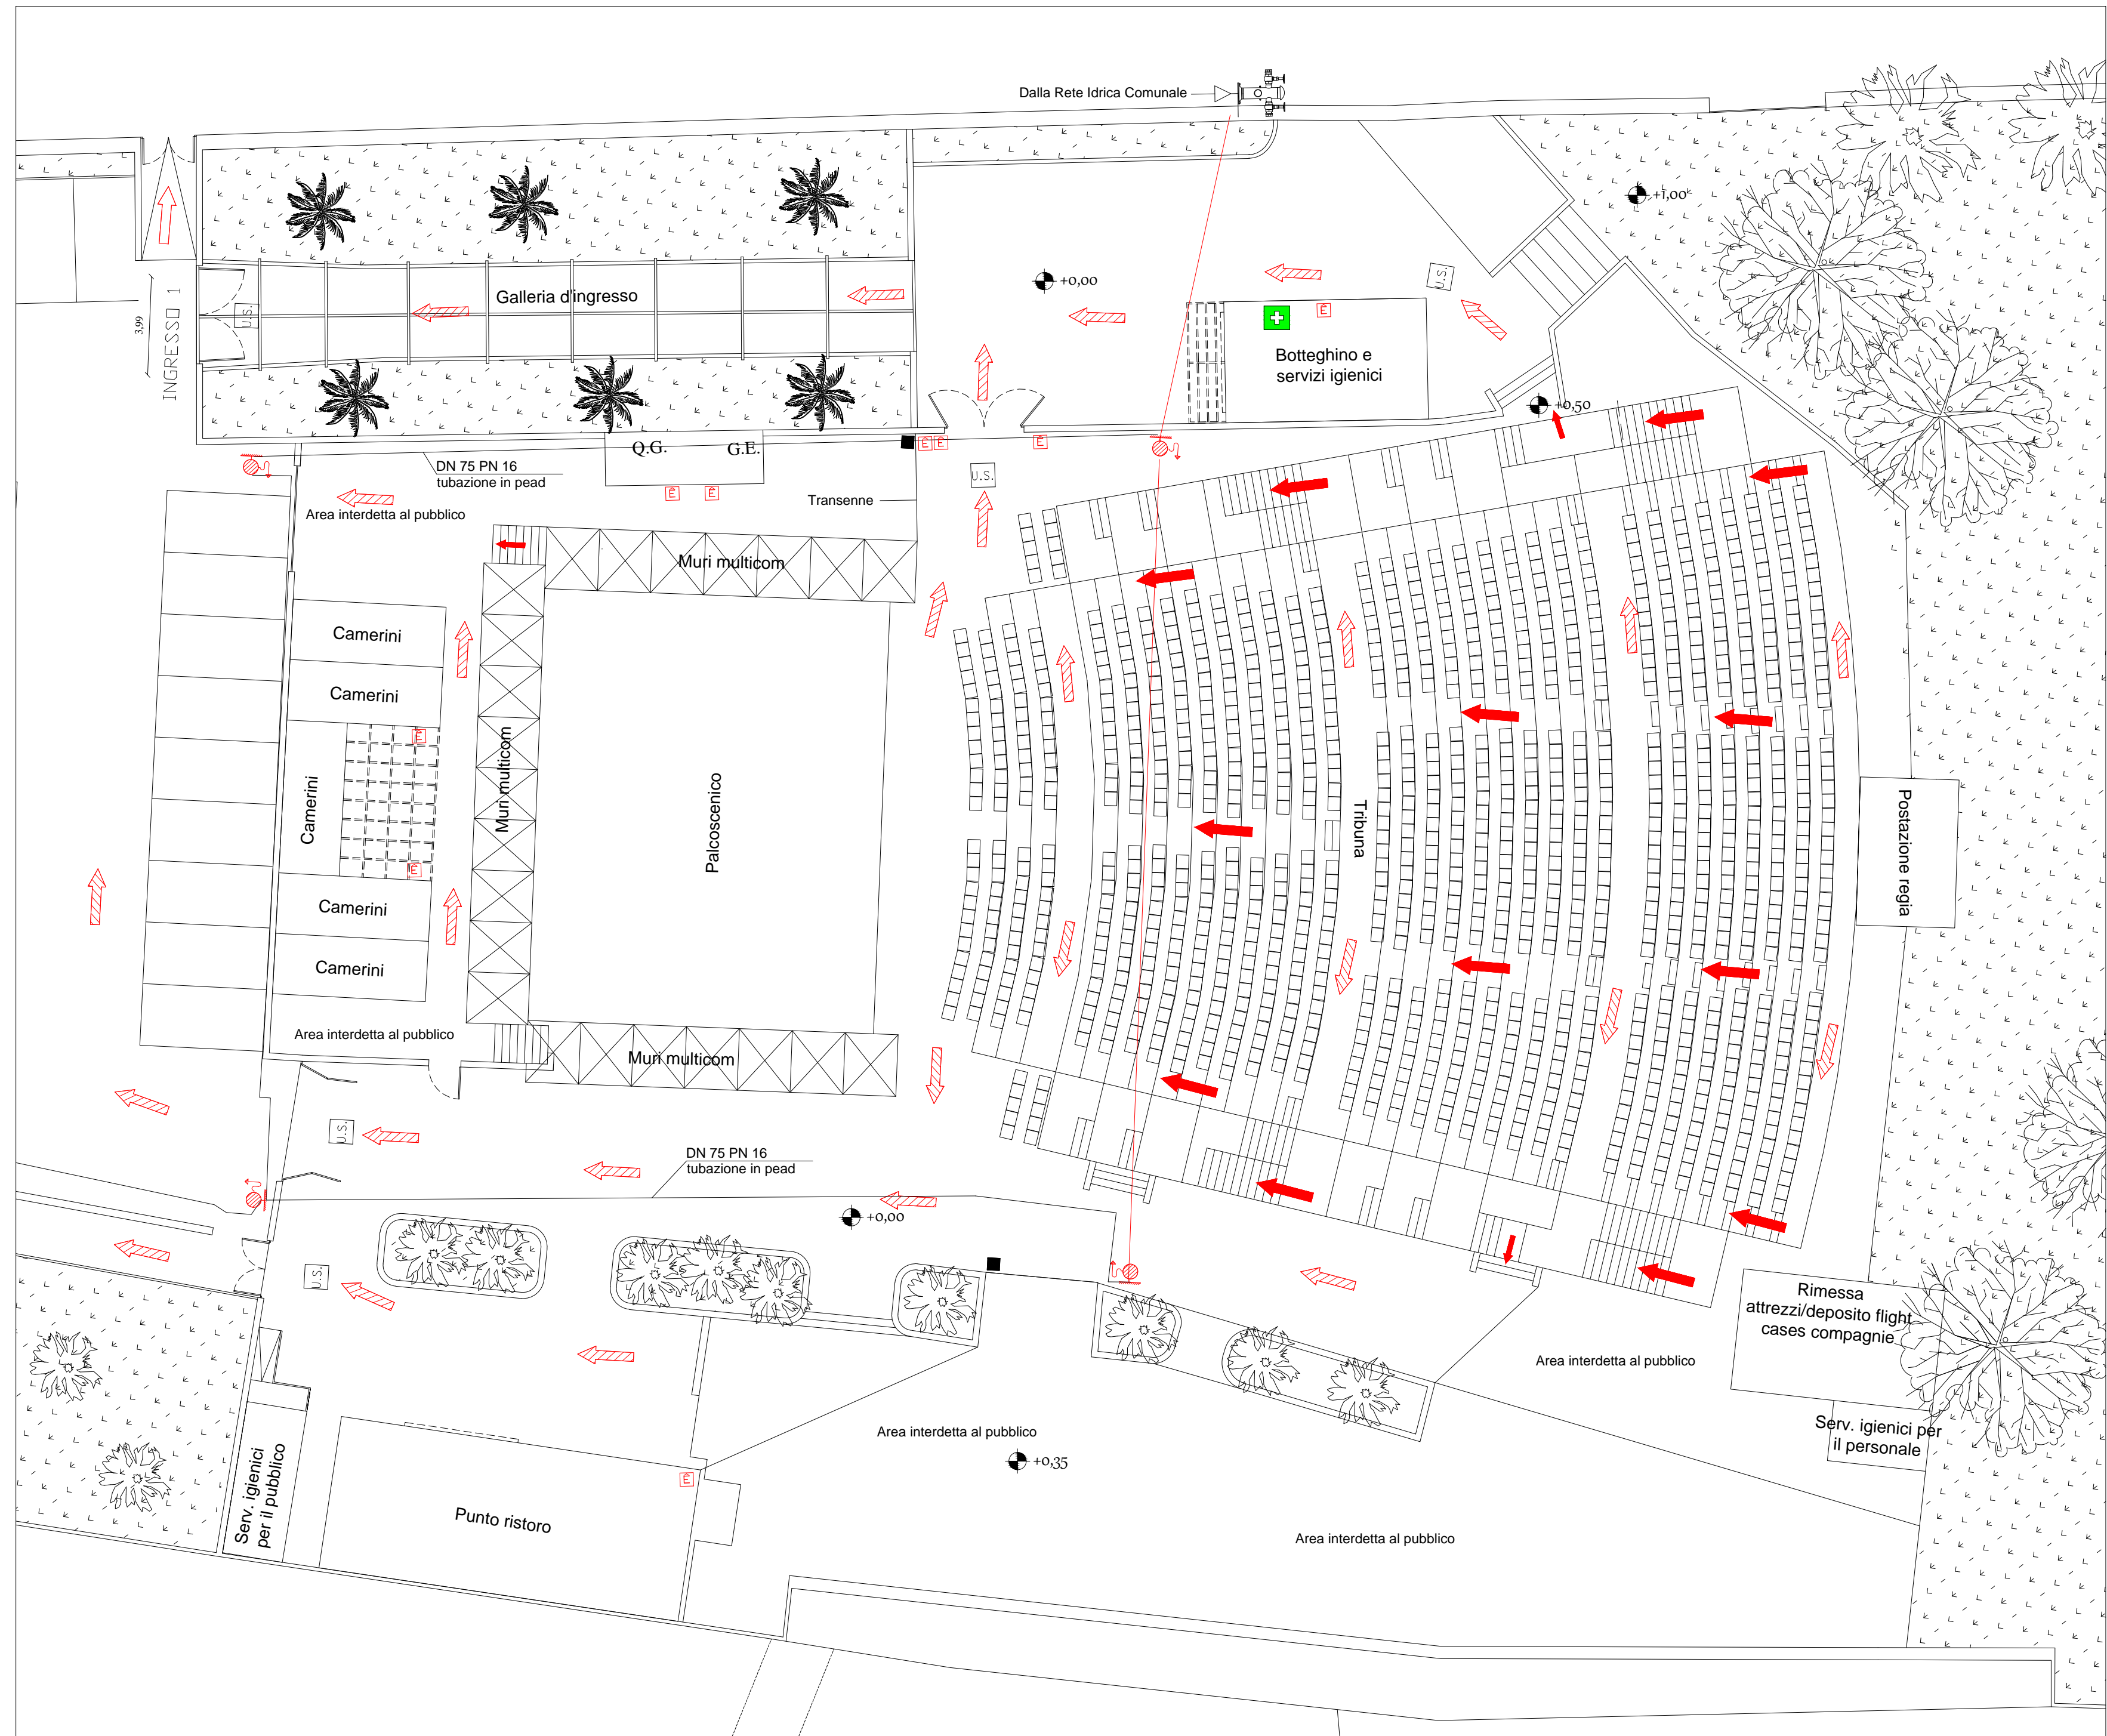 Dalla Rete Idrica Comunale
+1,00
+0,00
U.S.
Galleria d'ingresso
U.S.
3,99
INGRESSO 1
E
Botteghino e
servizi igienici
+0,50
Q.G.
G.E.
E
E
E
DN 75 PN 16
tubazione in pead
U.S.
E
E
Transenne
Area interdetta al pubblico
Muri multicom
Camerini
Camerini
E
Muri multicom
Camerini
Palcoscenico
Tribuna
Postazione regia
E
Camerini
Camerini
Area interdetta al pubblico
Muri multicom
U.S.
DN 75 PN 16
tubazione in pead
+0,00
U.S.
Rimessa
attrezzi/deposito flight
cases compagnie
Area interdetta al pubblico
Serv. igienici per
il personale
Area interdetta al pubblico
+0,35
E
Serv. igienici
per il pubblico
Punto ristoro
Area interdetta al pubblico